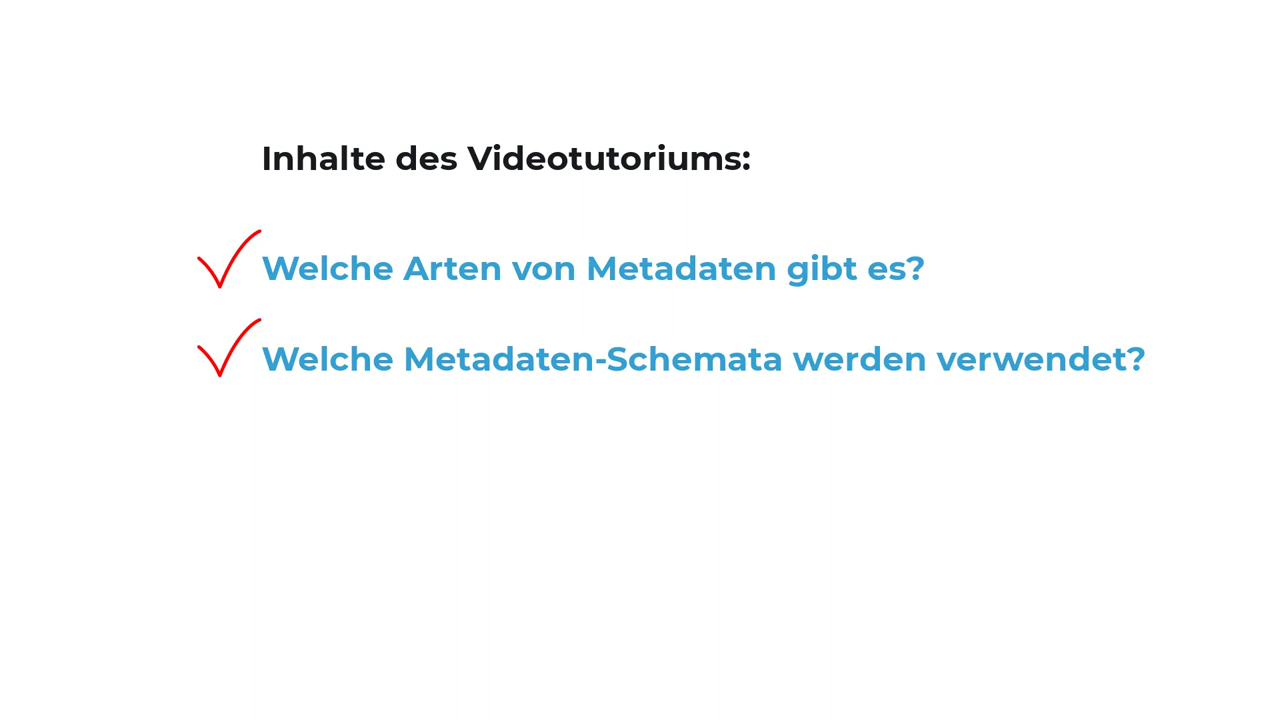 Inhalte des Videotutoriums:
Welche Arten von Metadaten gibt es?
Welche Metadaten-Schemata werden verwendet?